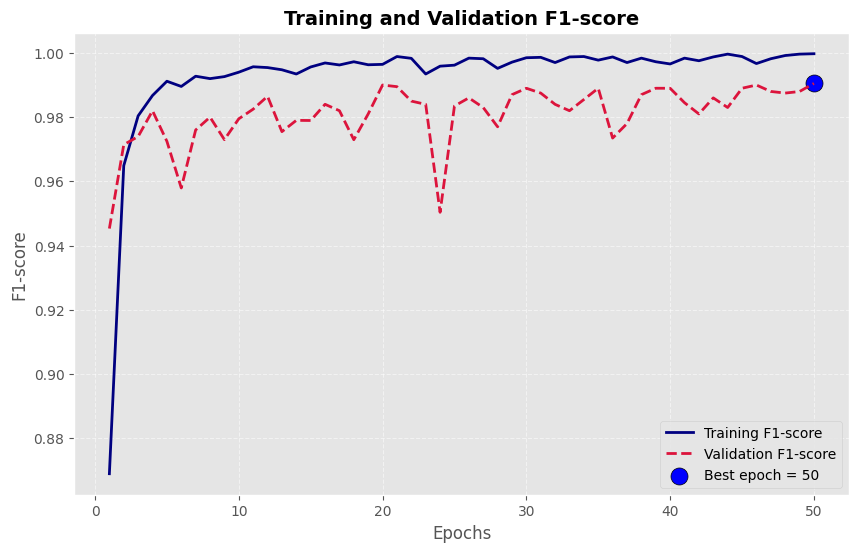 Training and Validation F1-score
1.00
0.98
0.96
0.94
0.92
0.90
0.88
F1-score
0
10
20
30
40
50
Epochs
Training F1-score
Validation F1-score
Best epoch = 50